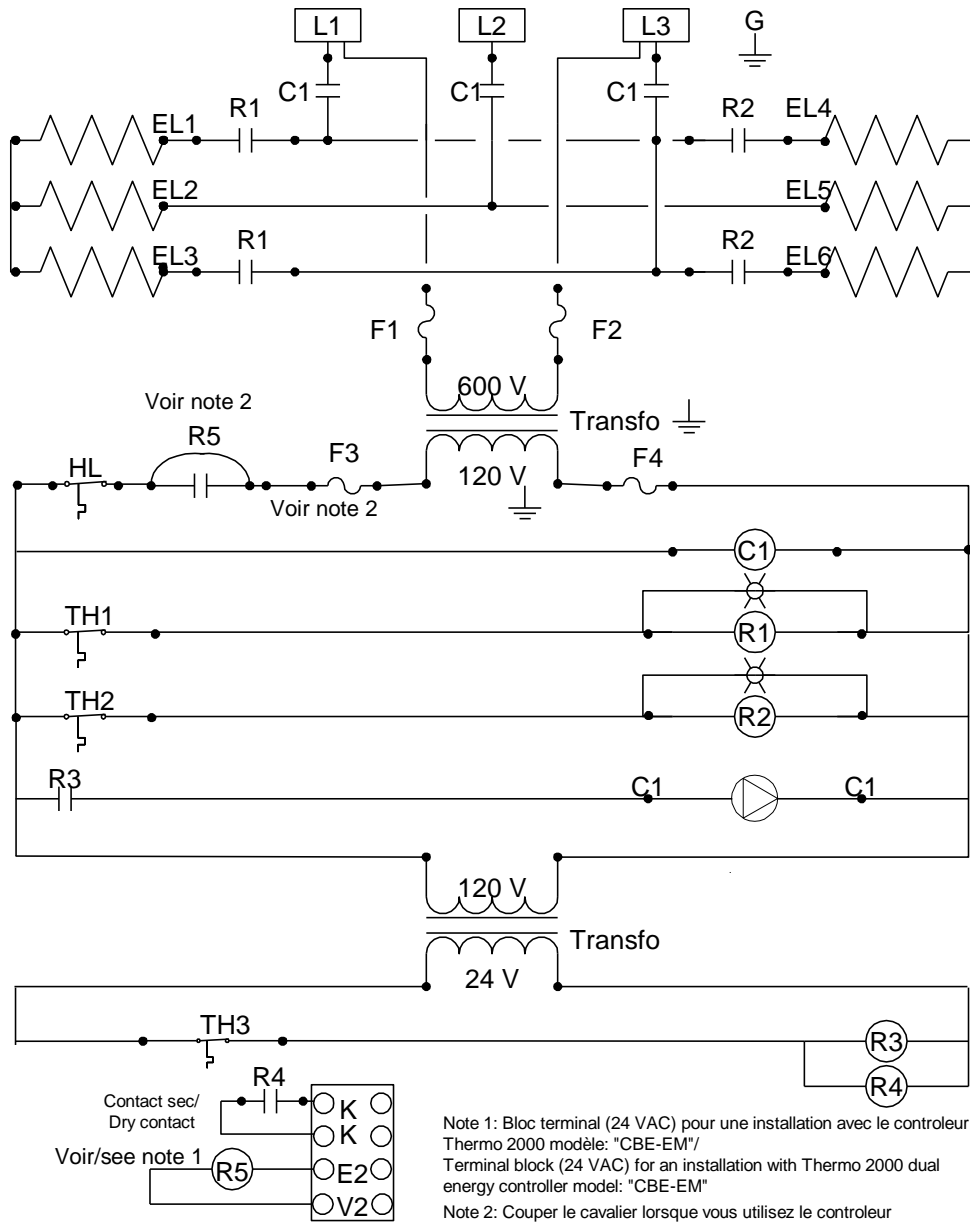 L1 L2 L3 G
C1 C1 C1
R1 R2
EL1 EL4
EL2 EL5
EL3 R1 R2 EL6
F1 F2
600 V
Transfo
Voir note 2
R5 F3 F4
HL 120 V
Voir note 2
C1
TH1
R1
TH2
R2
R3
C1 C1
120 V
Transfo
24 V
TH3
R3
R4
R4
Contact sec/
Dry contact
K
K
Voir/see note 1
R5 E2
V2
Note 1: Bloc terminal (24 VAC) pour une installation avec le controleur
Thermo 2000 modèle: "CBE-EM"/
Terminal block (24 VAC) for an installation with Thermo 2000 dual
energy controller model: "CBE-EM"
Note 2: Couper le cavalier lorsque vous utilisez le controleur